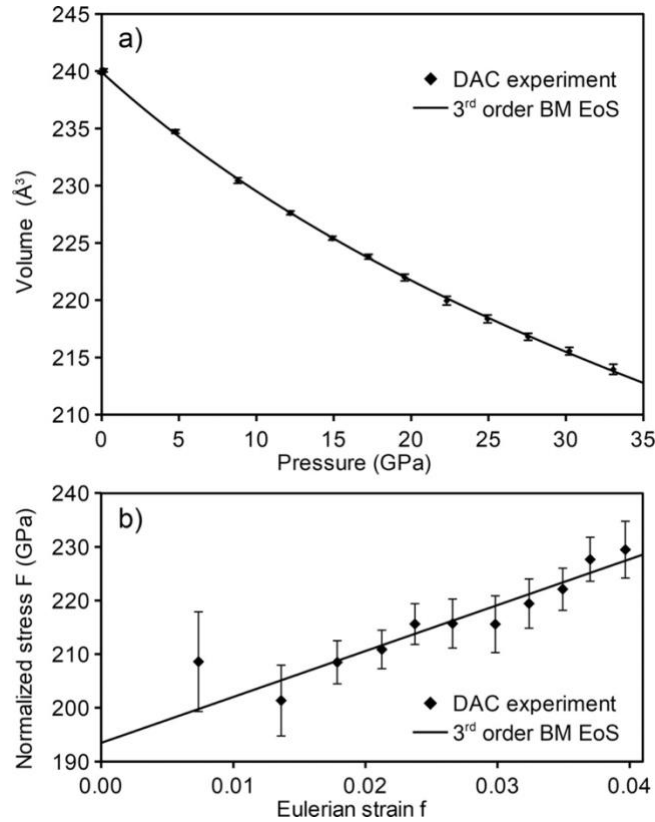 a)
245
240
235
230
225
220
215
210
Volume (Å³)
DAC experiment
3rd order BM EoS
0 5 10 15 20 25 30 35
Pressure (GPa)
b)
240
230
220
210
200
190
Normalized stress F (GPa)
DAC experiment
3rd order BM EoS
0.00 0.01 0.02 0.03 0.04
Eulerian strain f